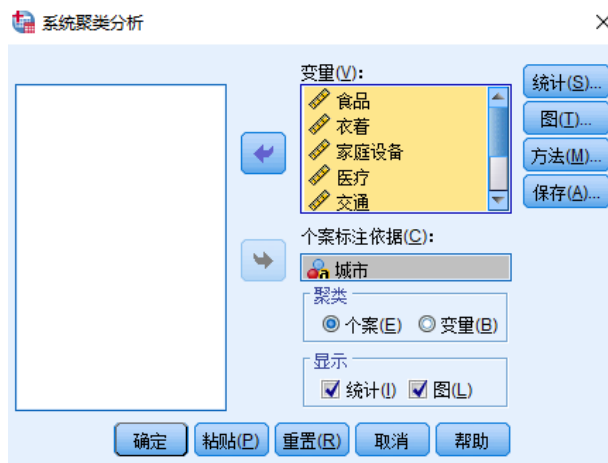 系统聚类分析
变量(V):
食品
衣着
家庭设备
医疗
交通
统计(S)...
图(T)...
方法(M)...
保存(A)...
个案标注依据(C):
城市
聚类
个案(E) 变量(B)
显示
统计(I) 图(L)
确定 粘贴(P) 重置(R) 取消 帮助